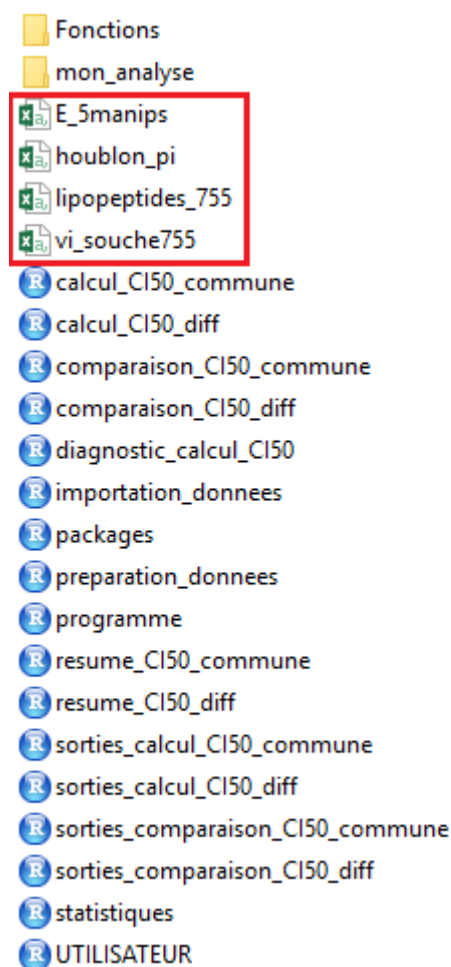 Fonctions
mon_analyse
E_5manips
houblon_pi
lipopeptides_755
vi_souche755
calcul_CI50_commune
calcul_CI50_diff
comparaison_CI50_commune
comparaison_CI50_diff
diagnostic_calcul_CI50
importation_donnees
packages
preparation_donnees
programme
resume_CI50_commune
resume_CI50_diff
sorties_calcul_CI50_commune
sorties_calcul_CI50_diff
sorties_comparaison_CI50_commune
sorties_comparaison_CI50_diff
statistiques
UTILISATEUR